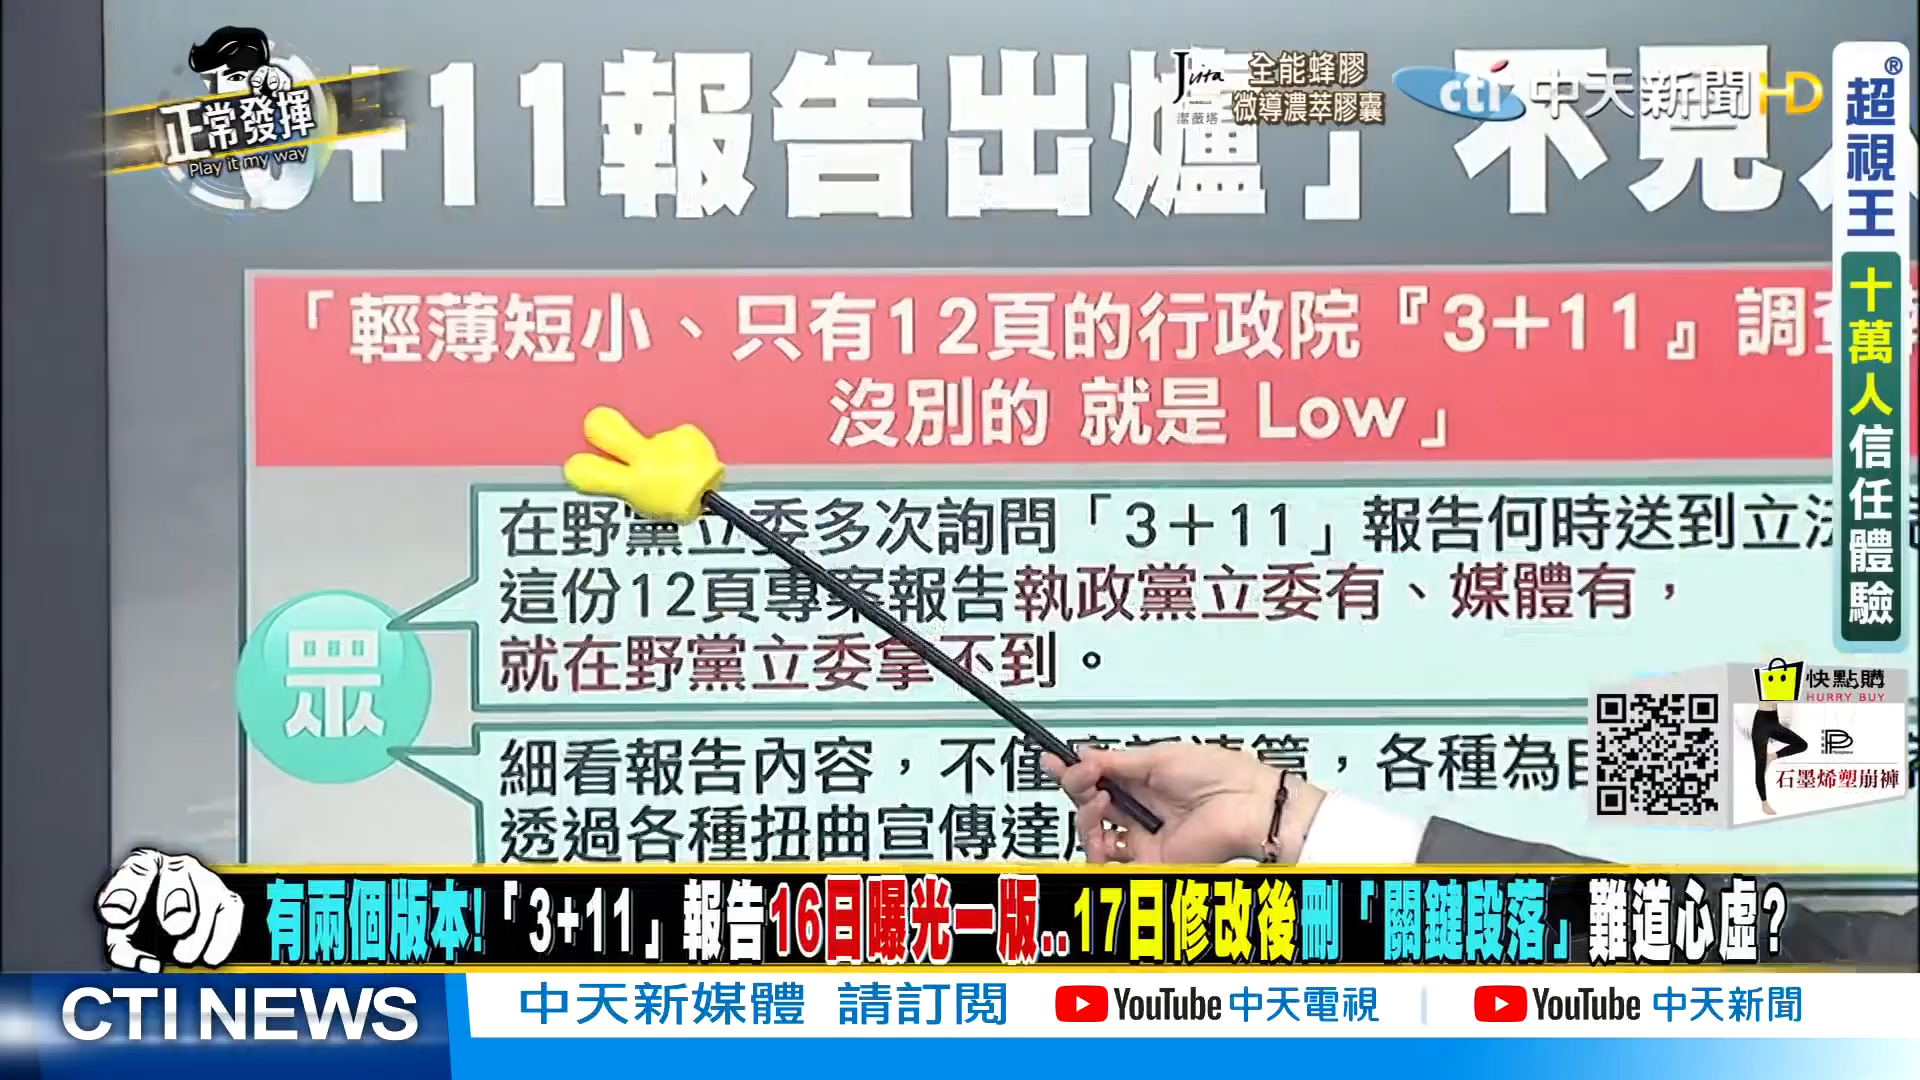 正常發揮
Play it my way
+11報告出爐」不見
Jvita
潔薇塔
全能蜂膠
微導濃萃膠囊
cti 中天新聞HD
超視王®
十萬人信任體驗
「輕薄短小、只有12頁的行政院『3+11』調查
沒別的 就是 Low」
眾
在野黨立委多次詢問「3+11」報告何時送到立法
這份12頁專案報告執政黨立委有、媒體有，
就在野黨立委拿不到。
細看報告內容，不僅 各種為
透過各種扭曲宣傳達
快點購
HURRY BUY
石墨烯塑崩褲
有兩個版本!「3+11」報告16日曝光一版..17日修改後刪「關鍵段落」難道心虛?
CTI NEWS
中天新媒體 請訂閱 YouTube 中天電視 | YouTube 中天新聞